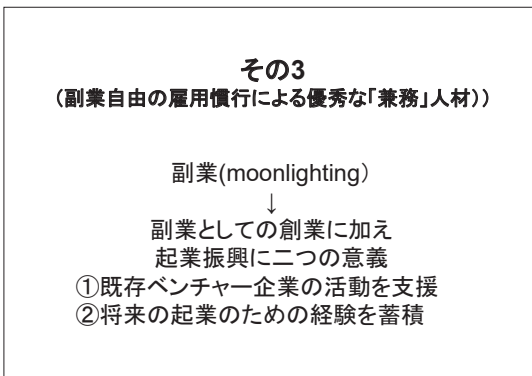 その3
（副業自由の雇用慣行による優秀な｢兼務｣人材））
副業(moonlighting）
↓
副業としての創業に加え
起業振興に二つの意義
①既存ベンチャー企業の活動を支援
②将来の起業のための経験を蓄積